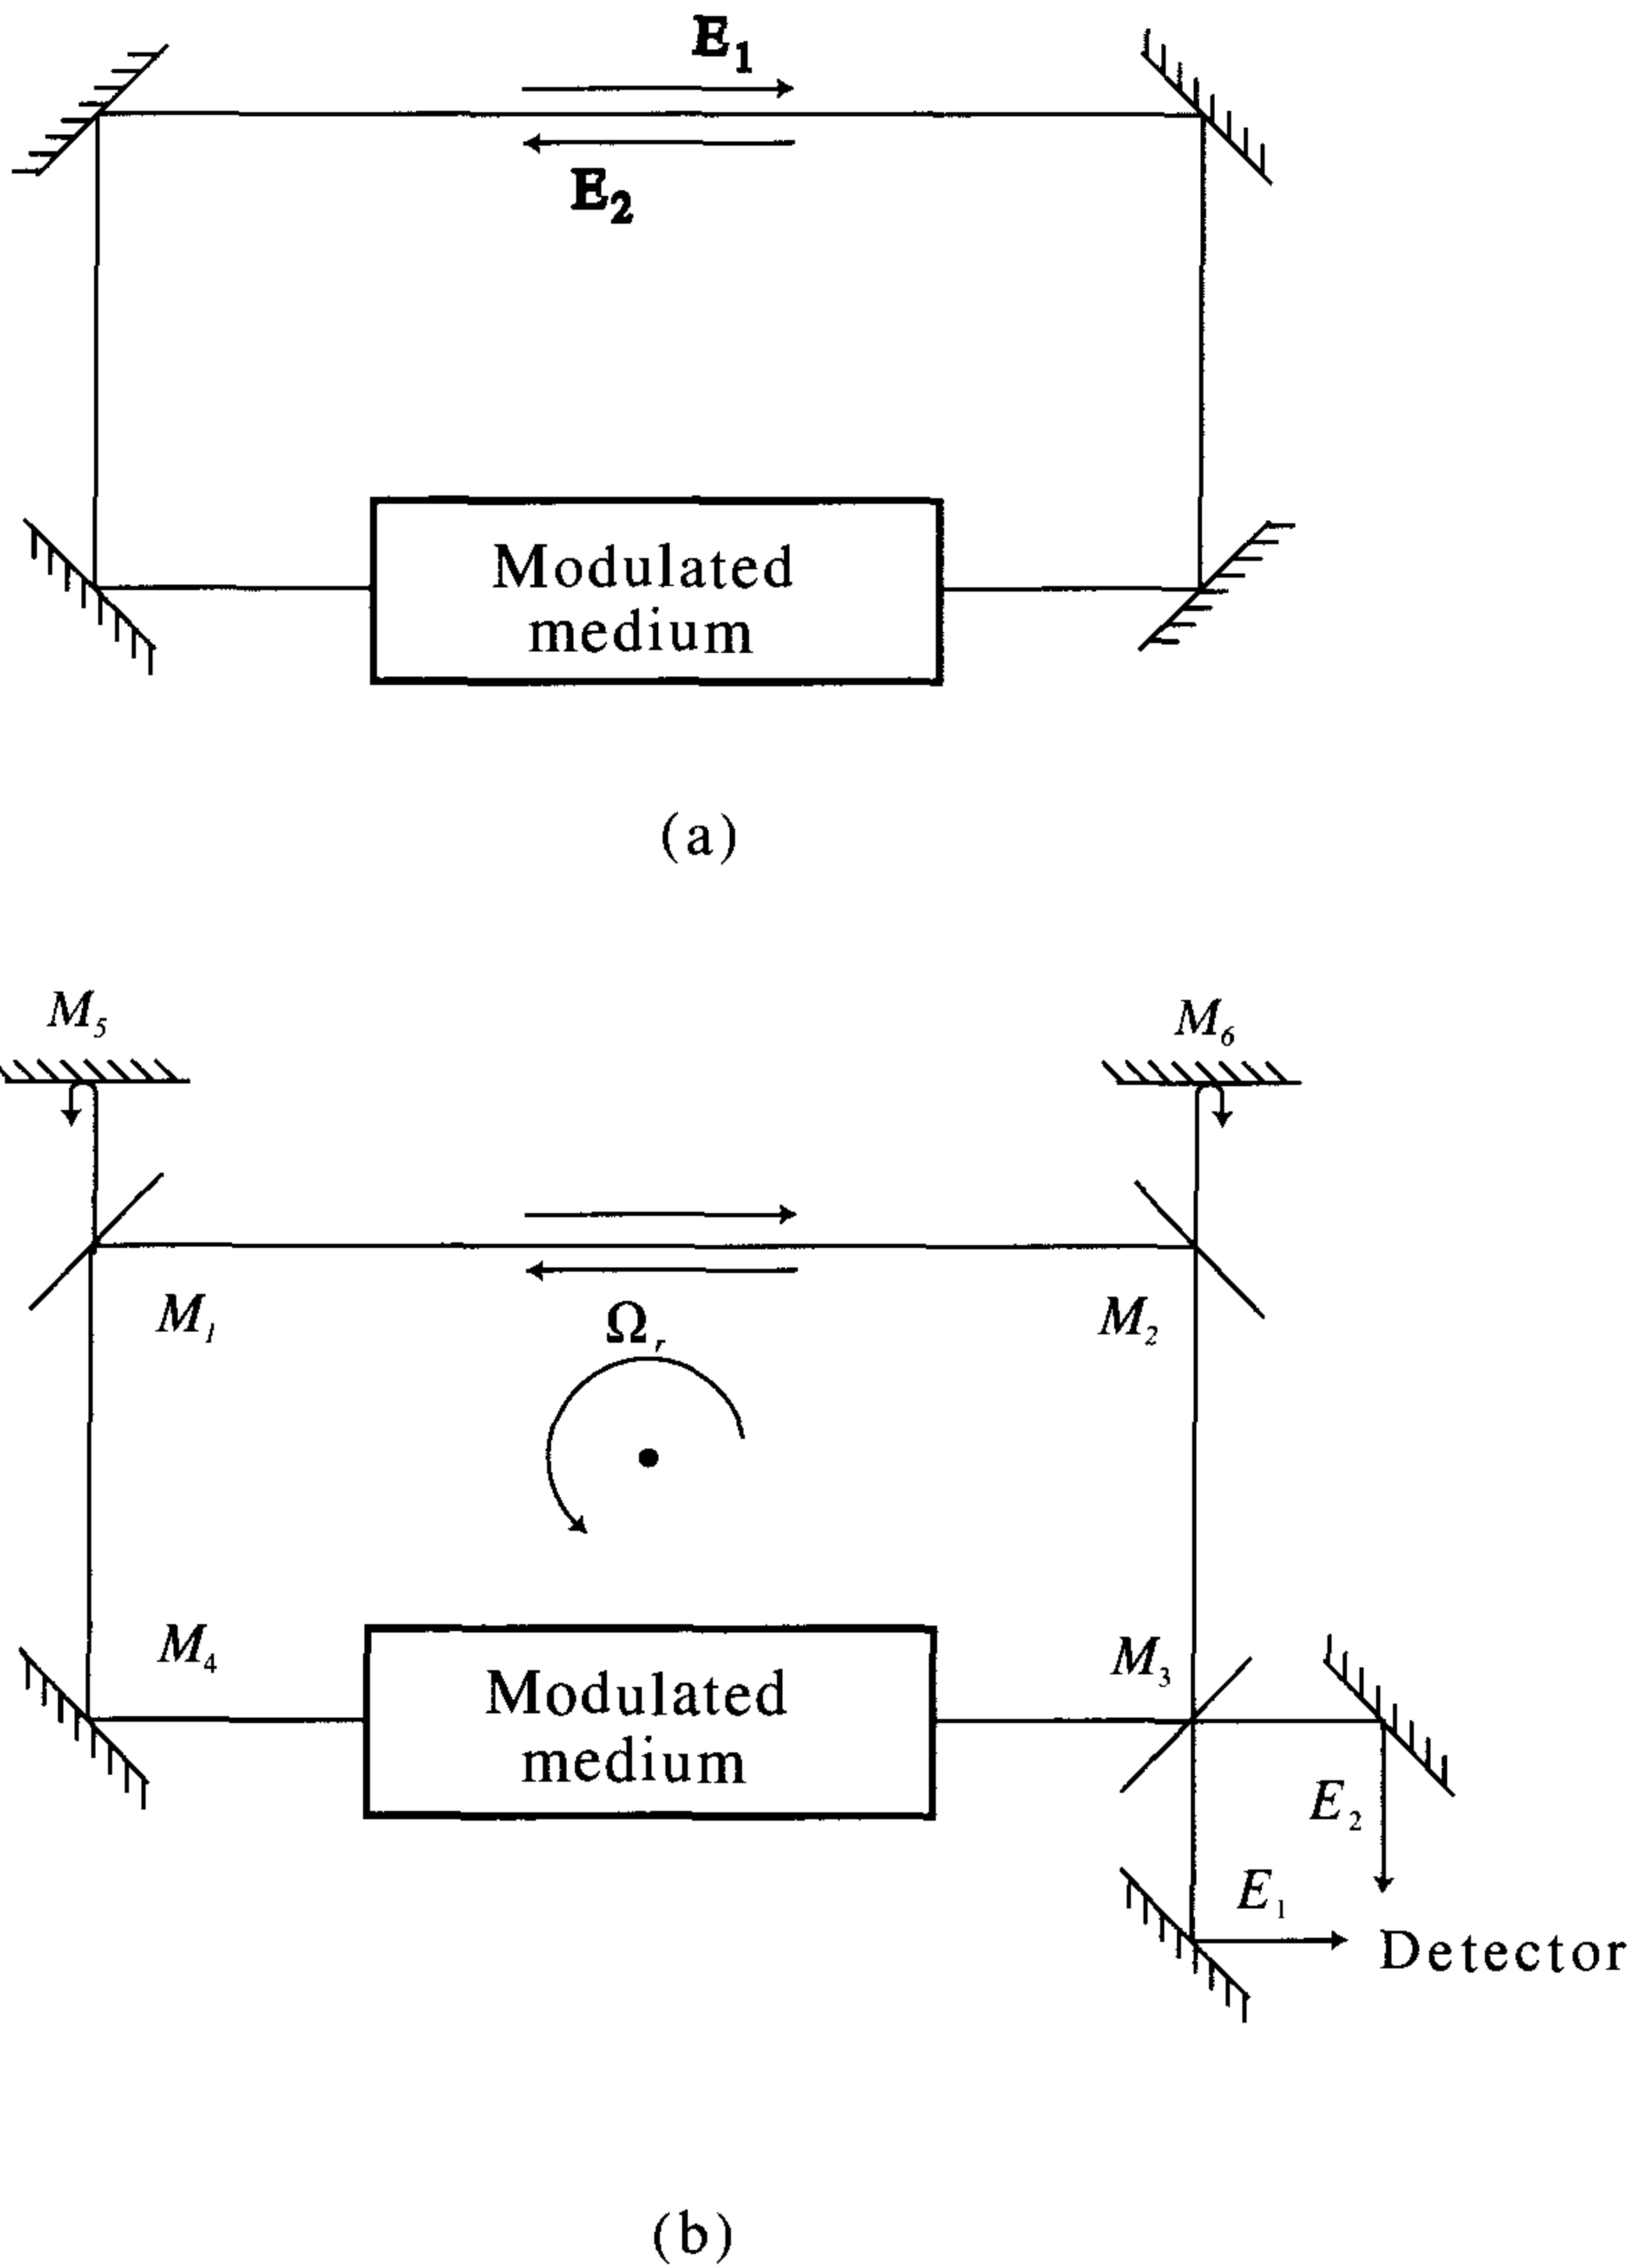 E₁
E₂
Modulated
medium
(a)
M₅
M₆
M₁
M₂
Ωᵣ
M₄
M₃
Modulated
medium
E₂
E₁
Detector
(b)